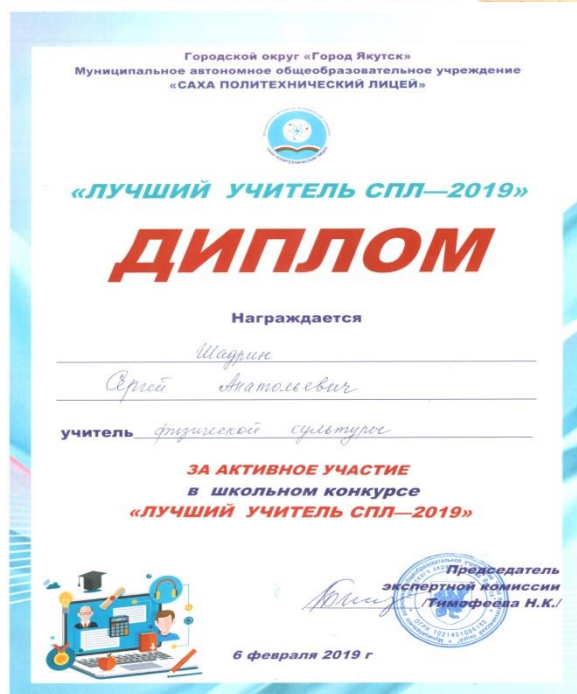 Городской округ «Город Якутск»
Муниципальное автономное общеобразовательное учреждение
«САХА ПОЛИТЕХНИЧЕСКИЙ ЛИЦЕЙ»
«ЛУЧШИЙ УЧИТЕЛЬ СПЛ—2019»
ДИПЛОМ
Награждается
Шадрин
Сергей Анатольевич
учитель физической культуры
ЗА АКТИВНОЕ УЧАСТИЕ
в школьном конкурсе
«ЛУЧШИЙ УЧИТЕЛЬ СПЛ—2019»
Председатель
экспертной комиссии
/Тимофеева Н.К./
6 февраля 2019 г